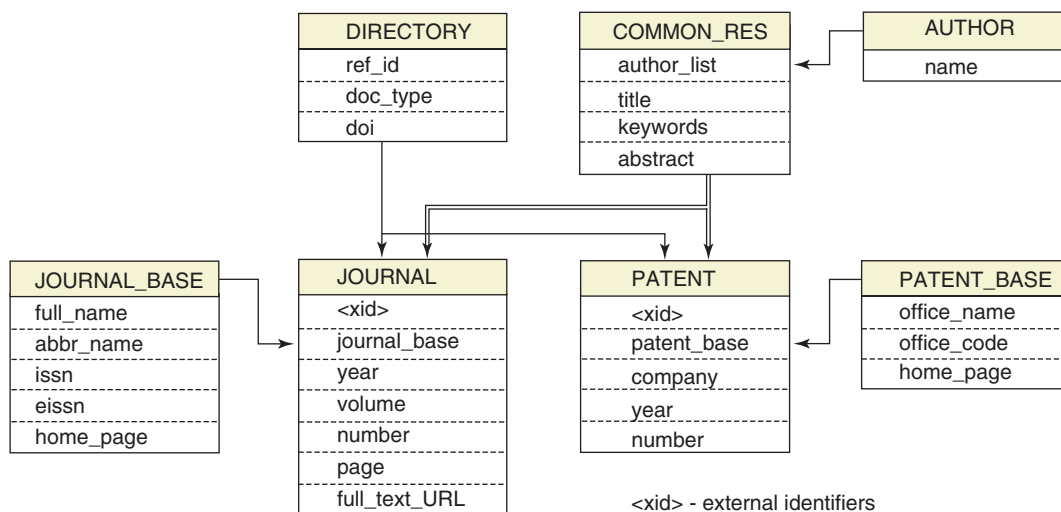 DIRECTORY
ref_id
doc_type
doi
COMMON_RES
author_list
title
keywords
abstract
AUTHOR
name
JOURNAL_BASE
full_name
abbr_name
issn
eissn
home_page
JOURNAL
<xid>
journal_base
year
volume
number
page
full_text_URL
PATENT
<xid>
patent_base
company
year
number
PATENT_BASE
office_name
office_code
home_page
<xid> - external identifiers